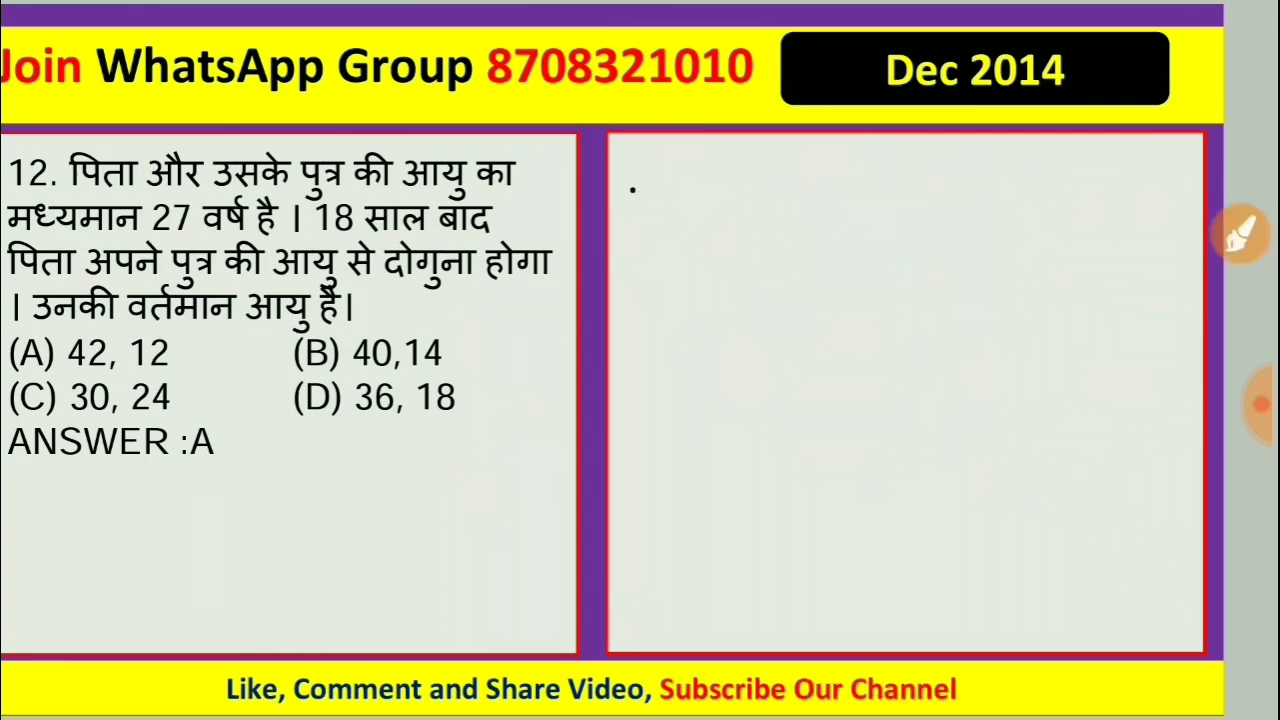 Join WhatsApp Group 8708321010
Dec 2014
12. पिता और उसके पुत्र की आयु का
मध्यमान 27 वर्ष है । 18 साल बाद
पिता अपने पुत्र की आयु से दोगुना होगा
। उनकी वर्तमान आयु है।
(A) 42, 12 (B) 40,14
(C) 30, 24 (D) 36, 18
ANSWER :A
.
Like, Comment and Share Video, Subscribe Our Channel